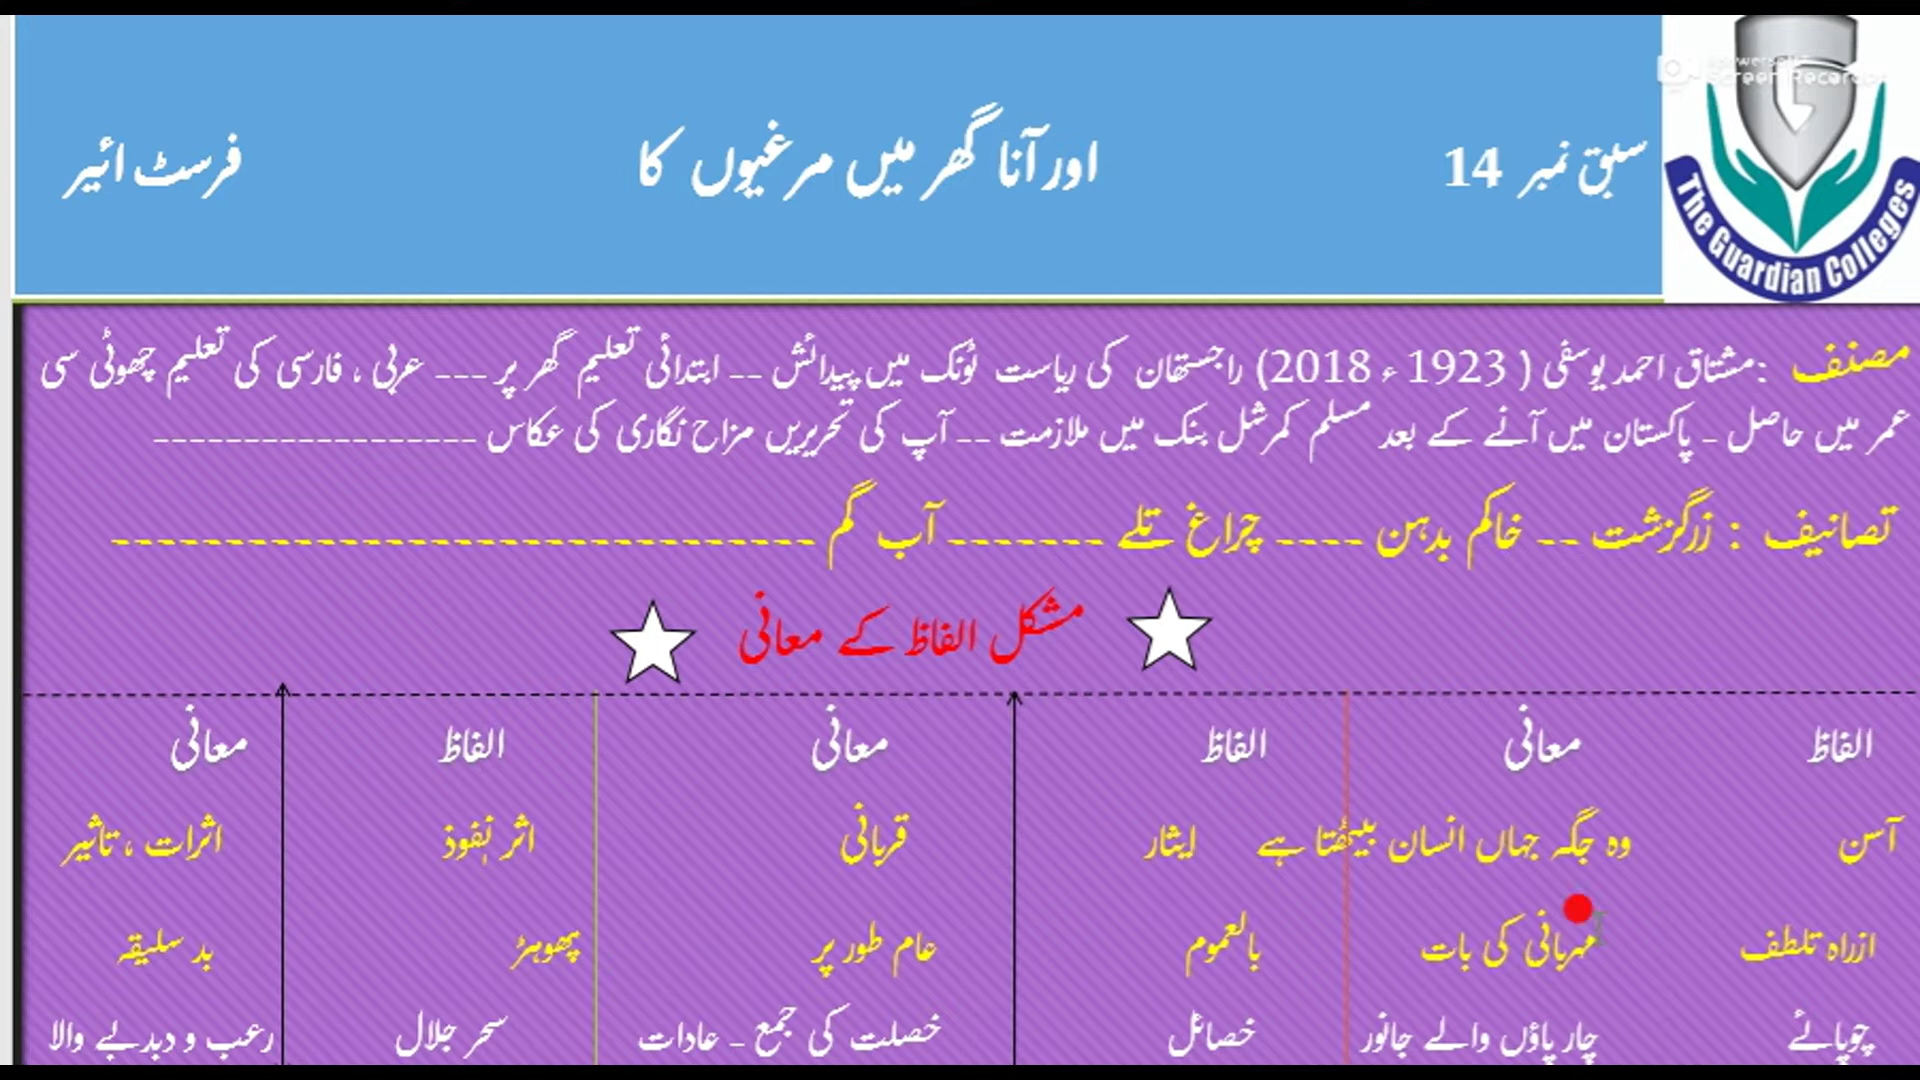 سبق نمبر 14 اور آنا گھر میں مرغیوں کا فرسٹ ائیر
The Guardian Colleges
Screen Recorder
مصنف : مشتاق احمد یوسفی ( 1923 ء 2018) راجستھان کی ریاست ٹونک میں پیدائش -- ابتدائی تعلیم گھر پر --- عربی ، فارسی کی تعلیم چھوٹی سی
عمر میں حاصل - پاکستان میں آنے کے بعد مسلم کمرشل بنک میں ملازمت -- آپ کی تحریریں مزاح نگاری کی عکاس ------------------
تصانیف : زرگزشت -- خاکم بدہن ---- چراغ تلے ------- آب گم -------------------------------
مشکل الفاظ کے معانی
الفاظ معانی الفاظ معانی الفاظ معانی
آسن وہ جگہ جہاں انسان بیٹھتا ہے ایثار قربانی اثر نفوذ اثرات ، تاثیر
ازراہ تلطف مہربانی کی بات بالعموم عام طور پر پھوہڑ بد سلیقہ
چوپائے چار پاؤں والے جانور خصائل خصلت کی جمع - عادات سحر جلال رعب و دبدبے والا